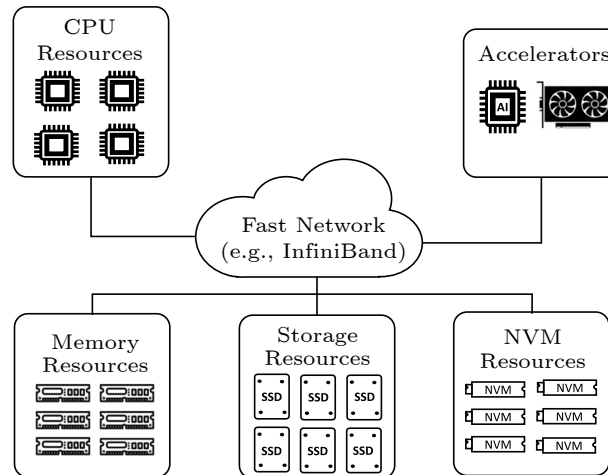 CPU
Resources
Accelerators
AI
Fast Network
(e.g., InfiniBand)
Memory
Resources
Storage
Resources
SSD SSD SSD
SSD SSD SSD
NVM
Resources
NVM NVM
NVM NVM
NVM NVM